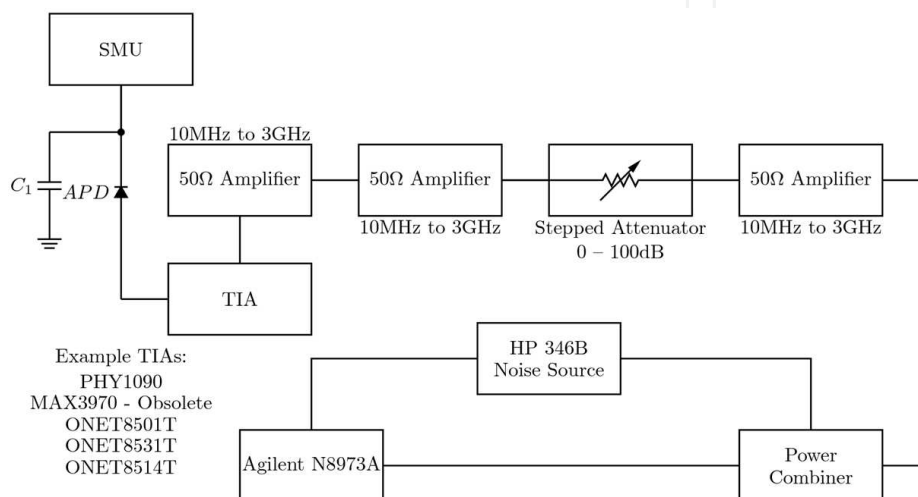 SMU
10MHz to 3GHz
C1
APD
50Ω Amplifier
50Ω Amplifier
50Ω Amplifier
10MHz to 3GHz
Stepped Attenuator
0 – 100dB
10MHz to 3GHz
TIA
Example TIAs:
PHY1090
MAX3970 - Obsolete
ONET8501T
ONET8531T
ONET8514T
HP 346B
Noise Source
Agilent N8973A
Power
Combiner